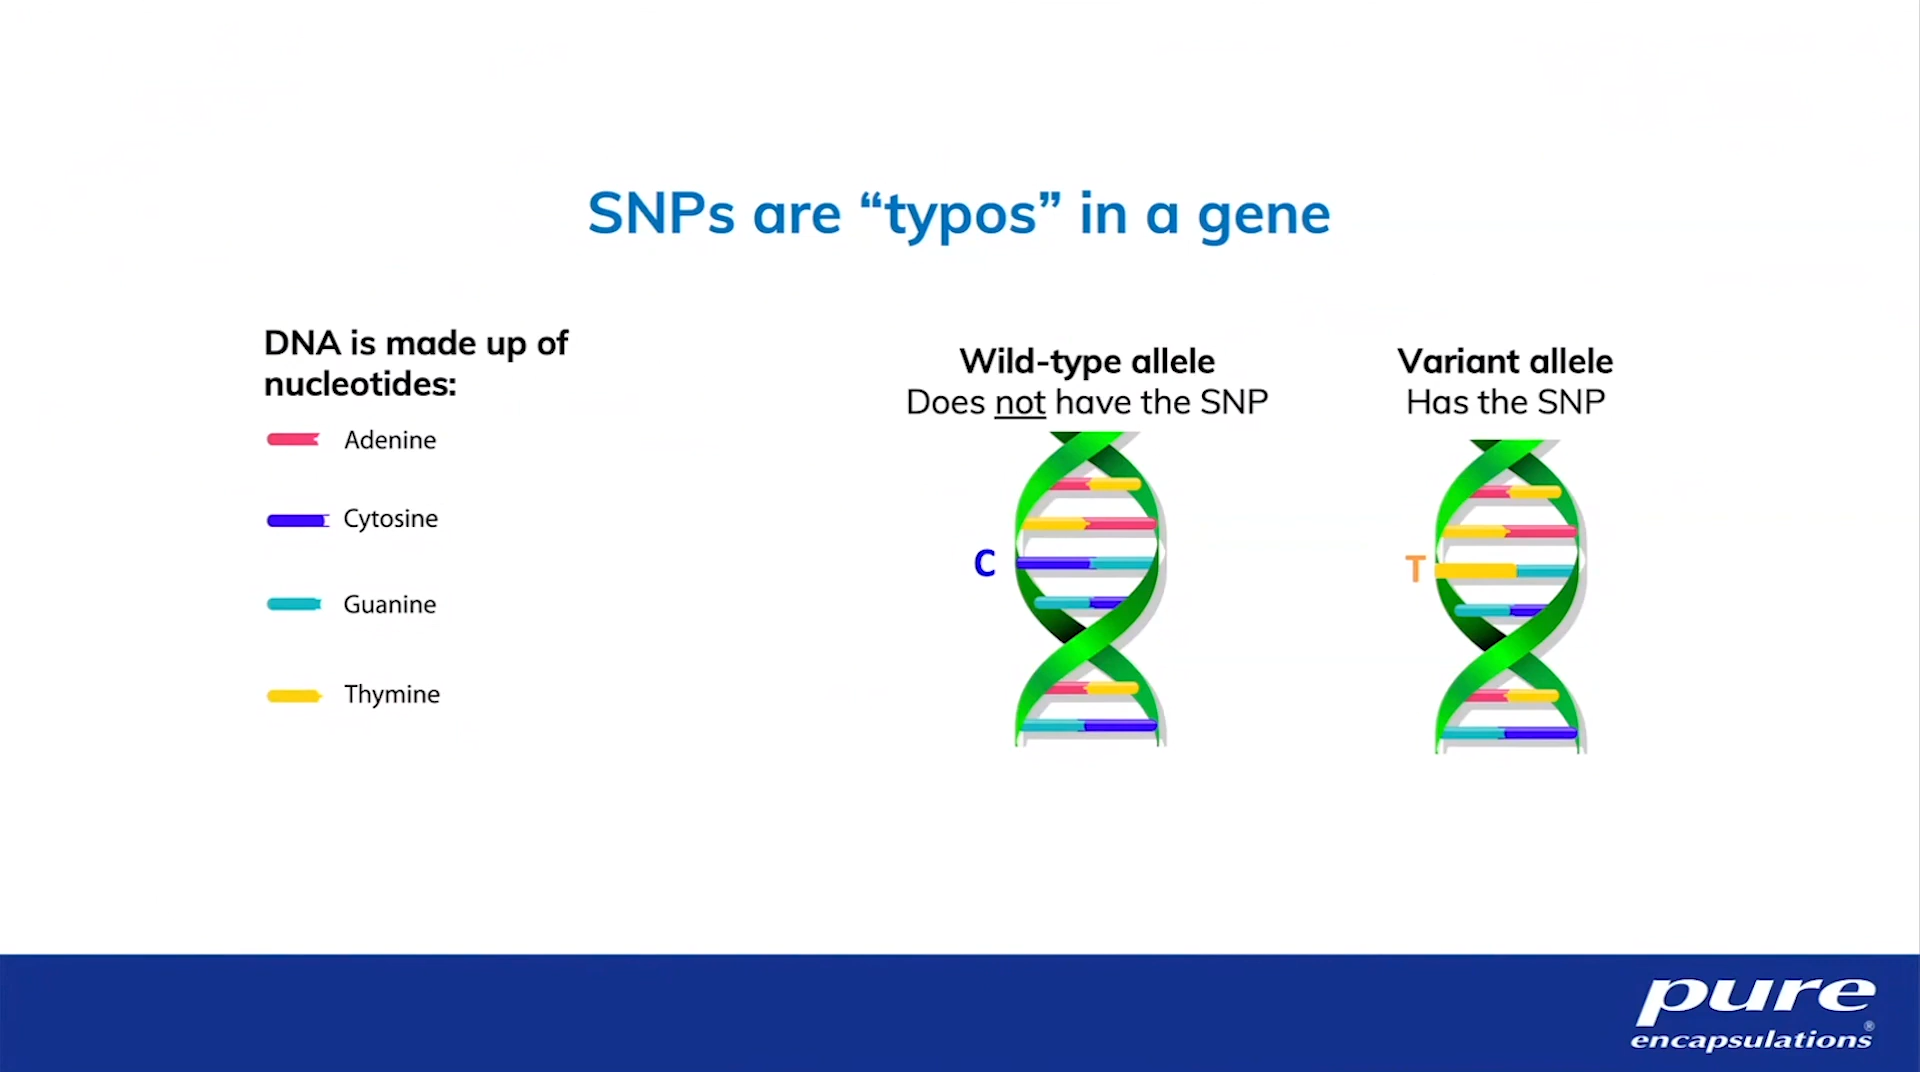 SNPs are “typos” in a gene
DNA is made up of
nucleotides:
Adenine
Cytosine
Guanine
Thymine
Wild-type allele
Does not have the SNP
C
Variant allele
Has the SNP
T
pure
encapsulations®